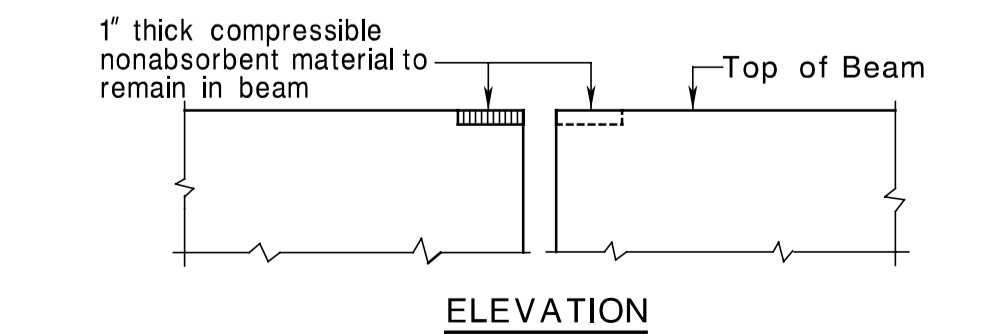 1" thick compressible
nonabsorbent material to
remain in beam
Top of Beam
ELEVATION